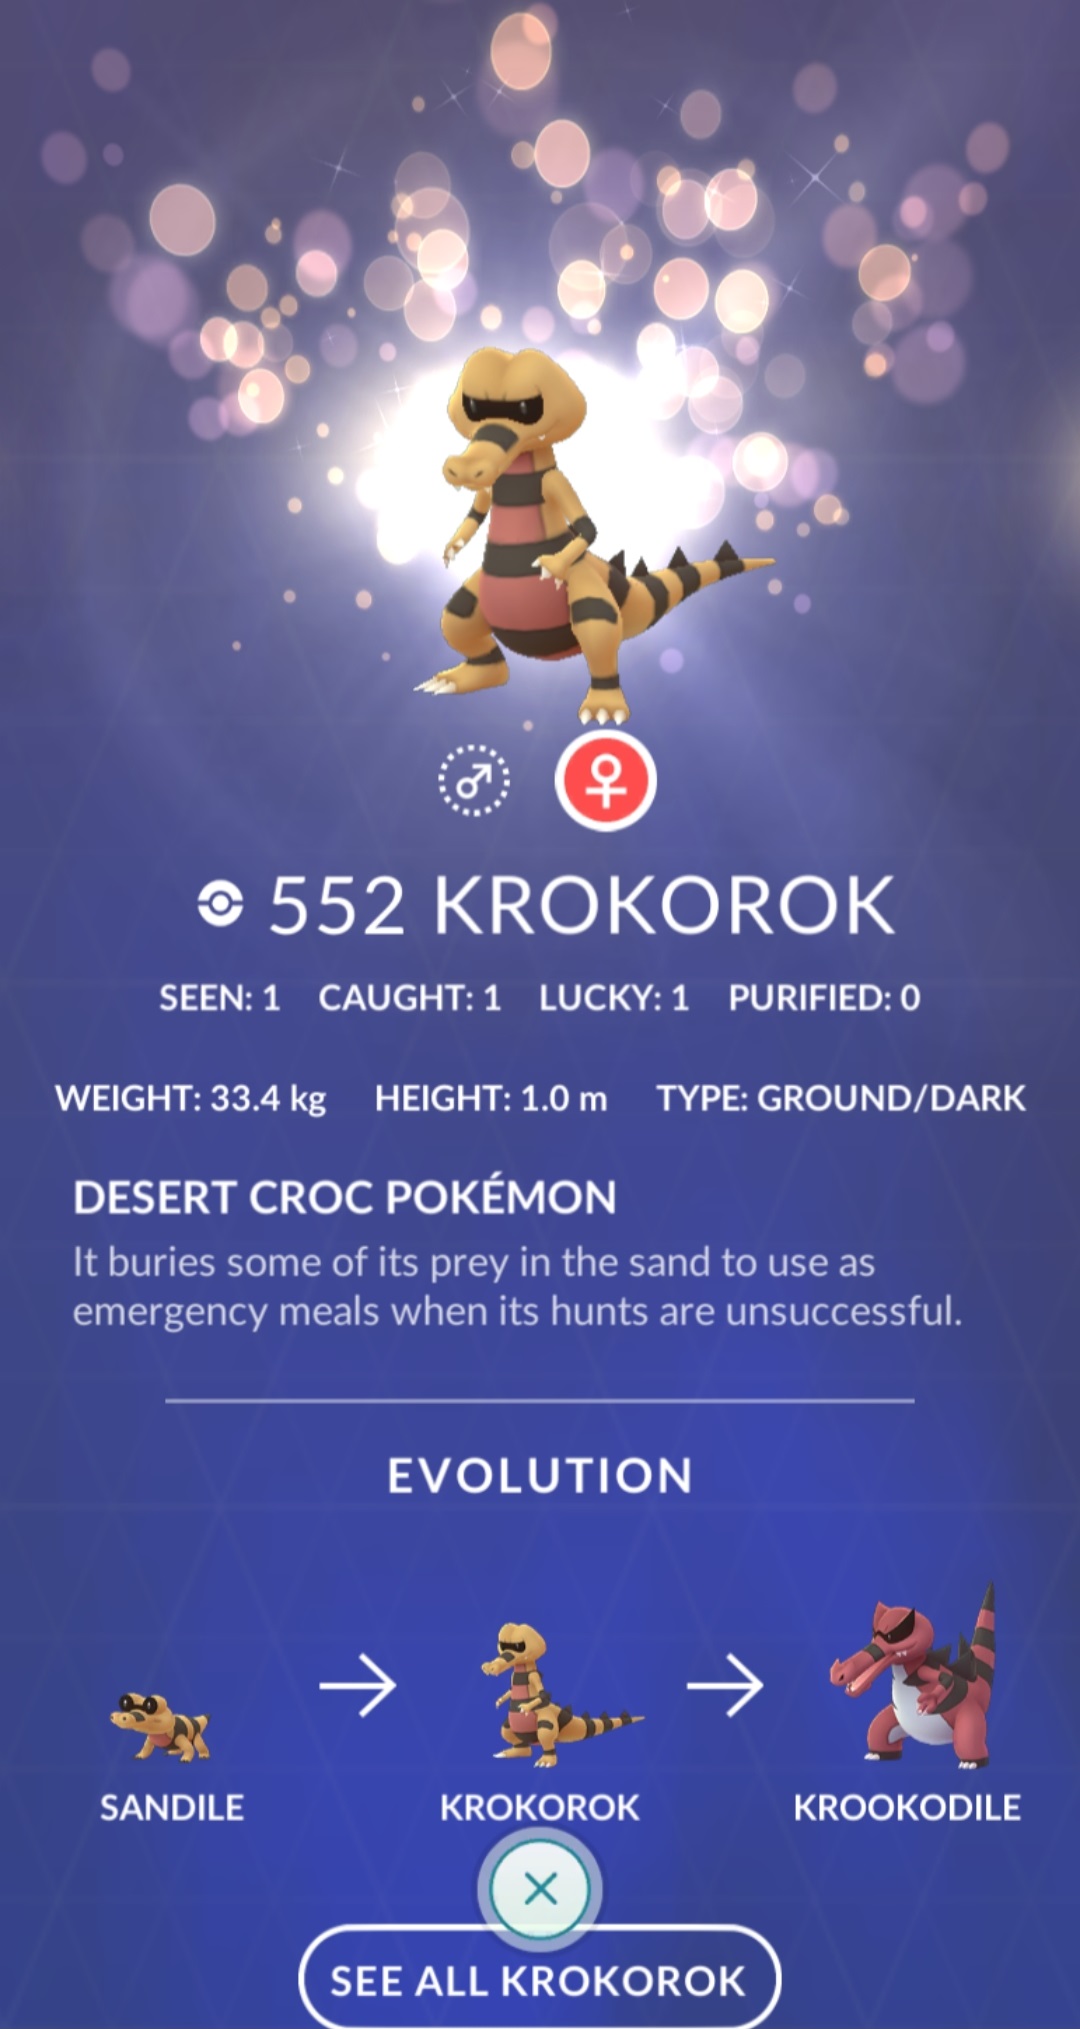 552 KROKOROK
SEEN: 1 CAUGHT: 1 LUCKY: 1 PURIFIED: 0
WEIGHT: 33.4 kg HEIGHT: 1.0 m TYPE: GROUND/DARK
DESERT CROC POKÉMON
It buries some of its prey in the sand to use as
emergency meals when its hunts are unsuccessful.
EVOLUTION
SANDILE KROKOROK KROOKODILE
SEE ALL KROKOROK